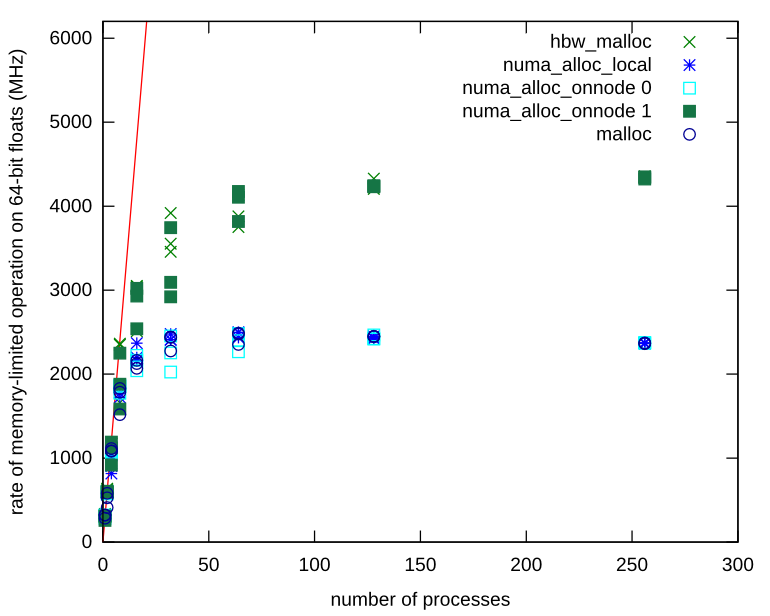 6000
5000
4000
3000
2000
1000
0
rate of memory-limited operation on 64-bit floats (MHz)
hbw_malloc
numa_alloc_local
numa_alloc_onnode 0
numa_alloc_onnode 1
malloc
0 50 100 150 200 250 300
number of processes